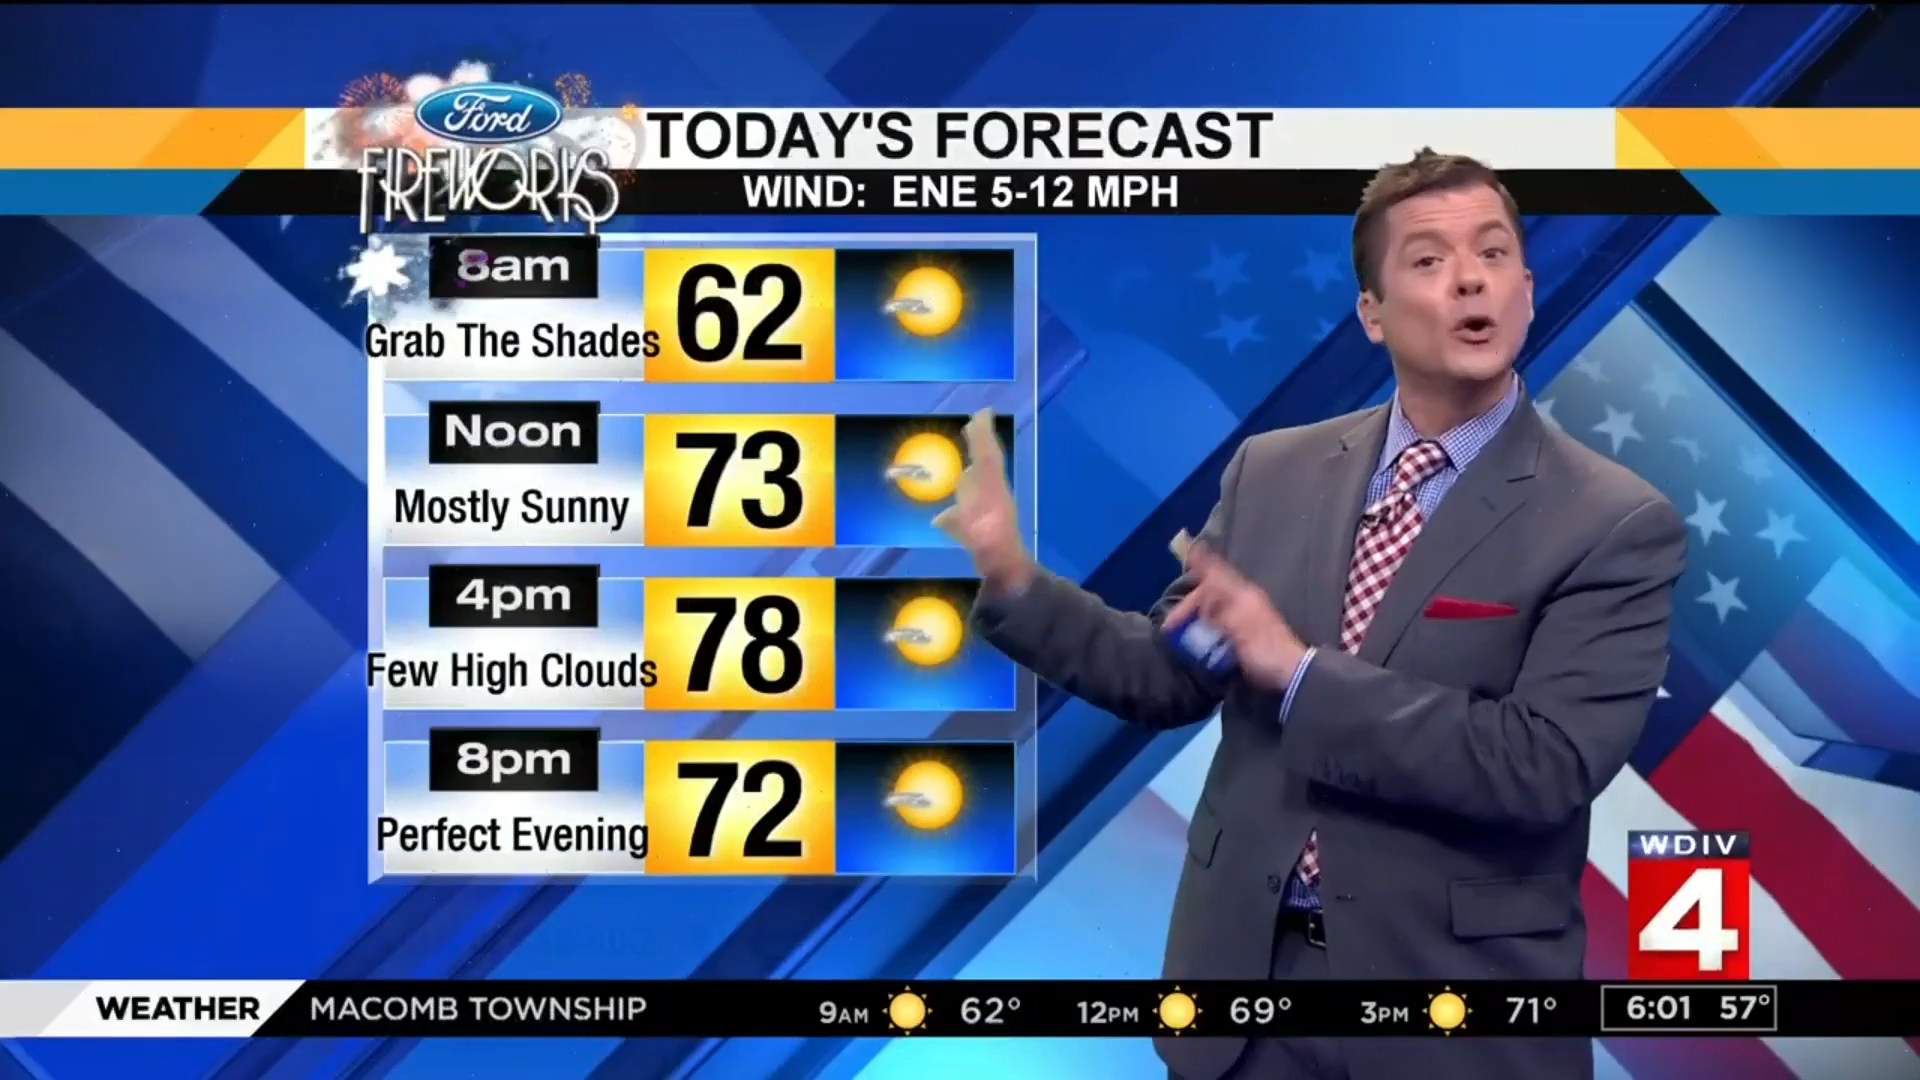 Ford
FIREWORKS
TODAY'S FORECAST
WIND: ENE 5-12 MPH
8am
Grab The Shades
62
Noon
Mostly Sunny
73
4pm
Few High Clouds
78
8pm
Perfect Evening
72
WDIV
4
WEATHER MACOMB TOWNSHIP 9AM 62° 12PM 69° 3PM 71° 6:01 57°